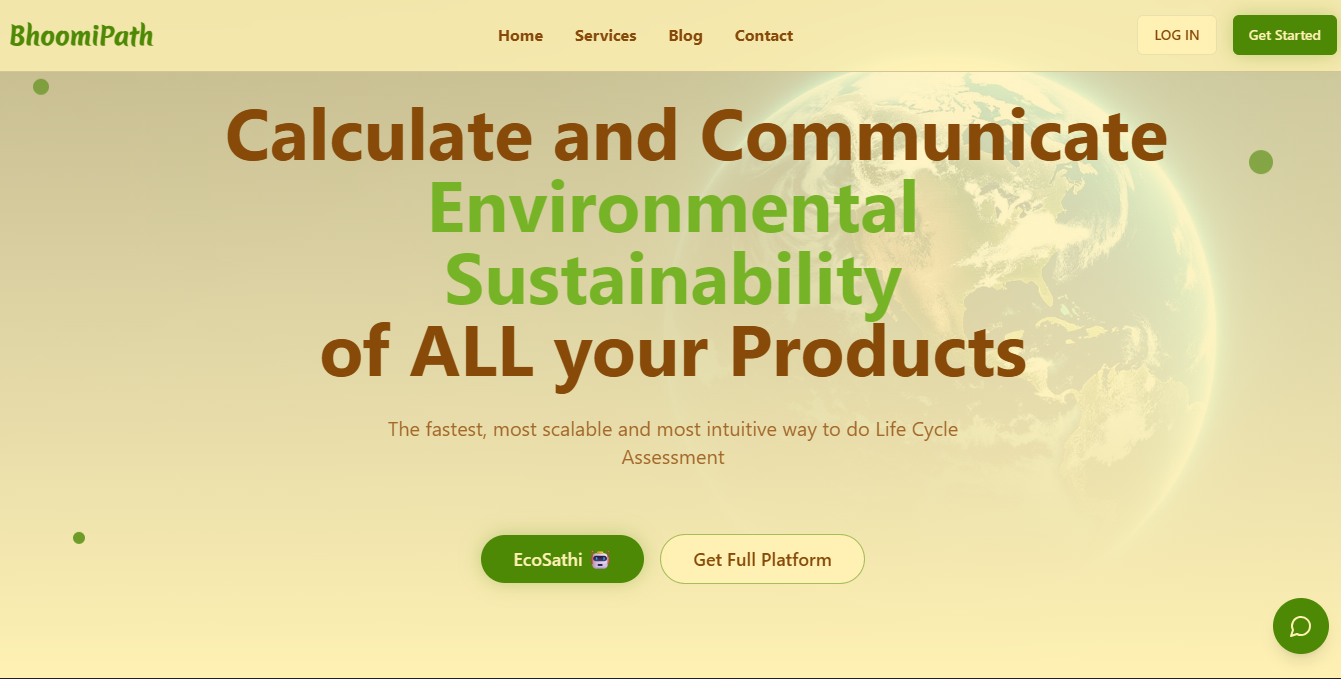 BhoomiPath
Home Services Blog Contact
LOG IN
Get Started
Calculate and Communicate
Environmental
Sustainability
of ALL your Products
The fastest, most scalable and most intuitive way to do Life Cycle
Assessment
EcoSathi
Get Full Platform